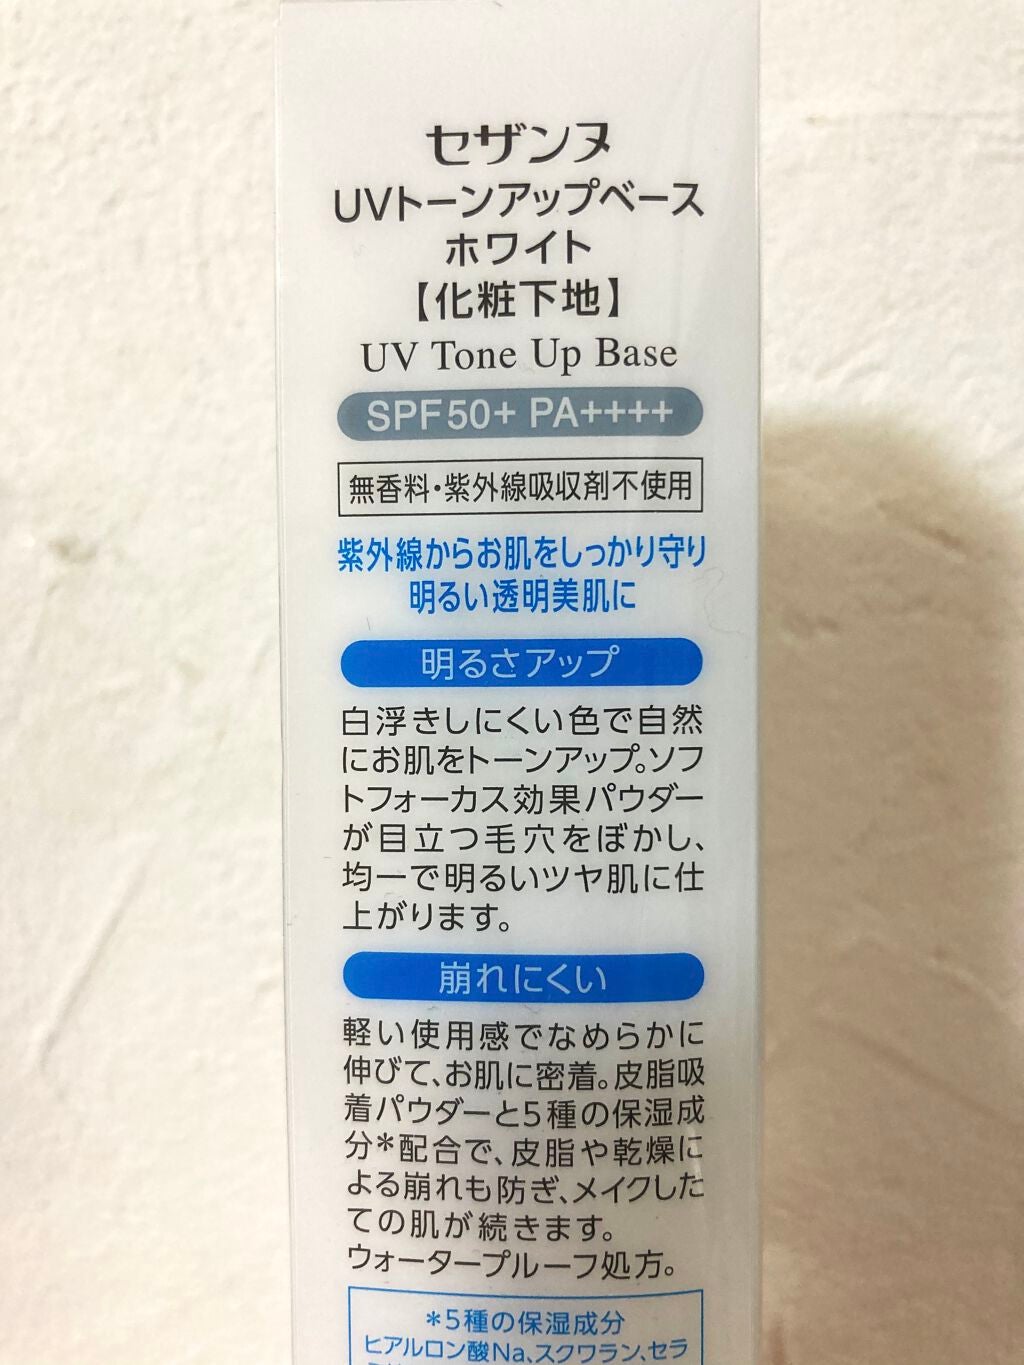 セザンヌ
UVトーンアップベース
ホワイト
【化粧下地】
UV Tone Up Base
SPF50+ PA++++
無香料・紫外線吸収剤不使用
紫外線からお肌をしっかり守り
明るい透明美肌に
明るさアップ
白浮きしにくい色で自然
にお肌をトーンアップ。ソフ
トフォーカス効果パウダー
が目立つ毛穴をぼかし、
均一で明るいツヤ肌に仕
上がります。
崩れにくい
軽い使用感でなめらかに
伸びて、お肌に密着。皮脂吸
着パウダーと5種の保湿成
分*配合で、皮脂や乾燥に
よる崩れも防ぎ、メイクした
ての肌が続きます。
ウォータープルーフ処方。
*5種の保湿成分
ヒアルロン酸Na、スクワラン、セラ